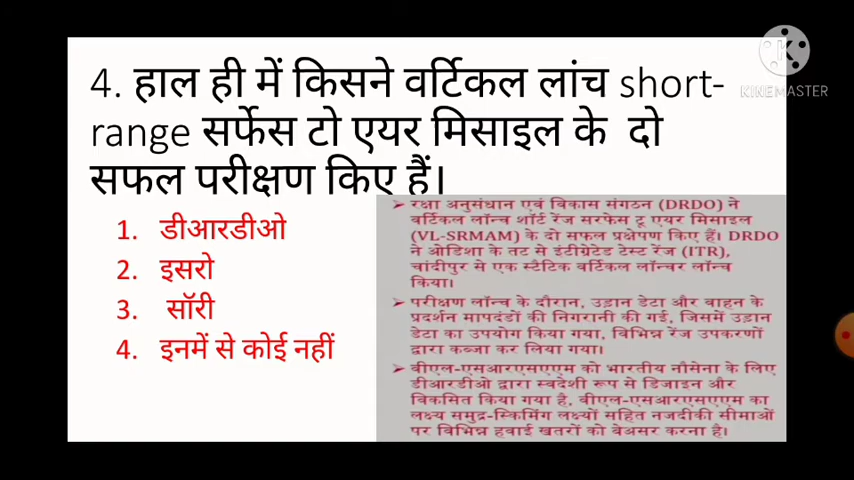 4. हाल ही में किसने वर्टिकल लांच short-
range सर्फेस टो एयर मिसाइल के दो
सफल परीक्षण किए हैं।
1. डीआरडीओ
2. इसरो
3. सॉरी
4. इनमें से कोई नहीं
➤ रक्षा अनुसंधान एवं विकास संगठन (DRDO) ने
वर्टिकल लॉन्च शॉर्ट रेंज सरफेस टू एयर मिसाइल
(VL-SRMAM) के दो सफल प्रक्षेपण किए हैं। DRDO
ने ओडिशा के तट से इंटीग्रेटेड टेस्ट रेंज (ITR),
चांदीपुर से एक स्टैटिक वर्टिकल लॉन्चर लॉन्च
किया।
➤ परीक्षण लॉन्च के दौरान, उड़ान डेटा और वाहन के
प्रदर्शन मापदंडों की निगरानी की गई, जिसमें उड़ान
डेटा का उपयोग किया गया, विभिन्न रेंज उपकरणों
द्वारा कब्जा कर लिया गया।
➤ वीएल-एसआरएसएएम को भारतीय नौसेना के लिए
डीआरडीओ द्वारा स्वदेशी रूप से डिजाइन और
विकसित किया गया है, वीएल-एसआरएसएएम का
लक्ष्य समुद्र-स्किमिंग लक्ष्यों सहित नजदीकी सीमाओं
पर विभिन्न हवाई खतरों को बेअसर करना है।
K
KINEMASTER